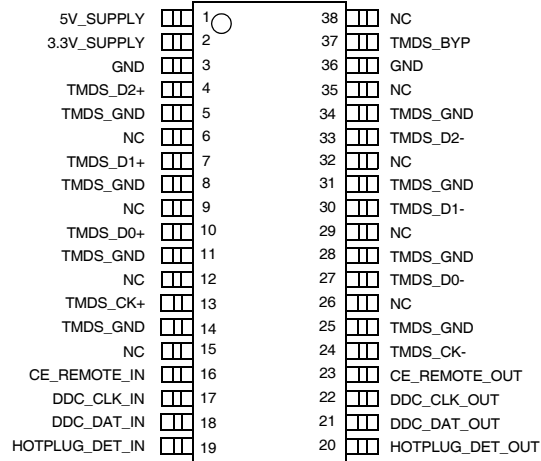 5V_SUPPLY 1 38 NC
3.3V_SUPPLY 2 37 TMDS_BYP
GND 3 36 GND
TMDS_D2+ 4 35 NC
TMDS_GND 5 34 TMDS_GND
NC 6 33 TMDS_D2-
TMDS_D1+ 7 32 NC
TMDS_GND 8 31 TMDS_GND
NC 9 30 TMDS_D1-
TMDS_D0+ 10 29 NC
TMDS_GND 11 28 TMDS_GND
NC 12 27 TMDS_D0-
TMDS_CK+ 13 26 NC
TMDS_GND 14 25 TMDS_GND
NC 15 24 TMDS_CK-
CE_REMOTE_IN 16 23 CE_REMOTE_OUT
DDC_CLK_IN 17 22 DDC_CLK_OUT
DDC_DAT_IN 18 21 DDC_DAT_OUT
HOTPLUG_DET_IN 19 20 HOTPLUG_DET_OUT